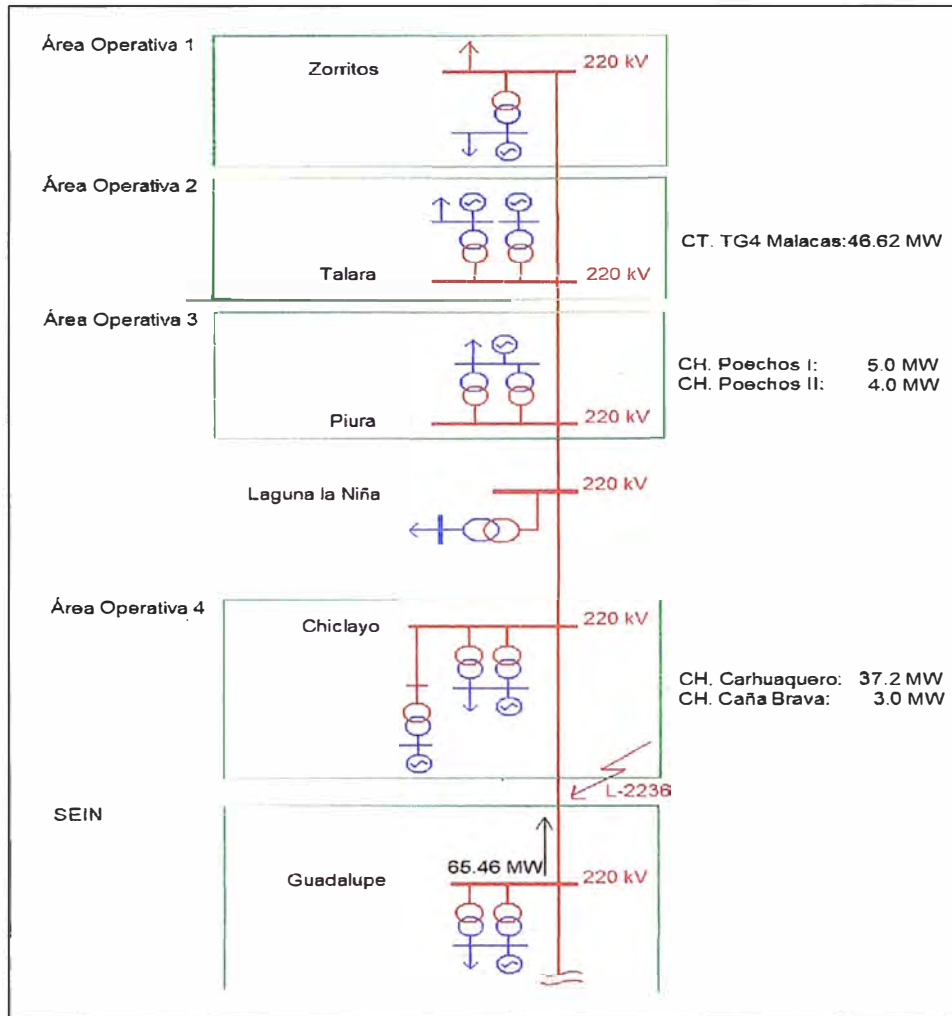 Área Operativa 1
Zorritos
220 kV
Área Operativa 2
Talara
220 kV
CT. TG4 Malacas:46.62 MW
Área Operativa 3
Piura
220 kV
CH. Poechos I: 5.0 MW
CH. Poechos II: 4.0 MW
Laguna la Niña
220 kV
Área Operativa 4
Chiclayo
220 kV
CH. Carhuaquero: 37.2 MW
CH. Caña Brava: 3.0 MW
L-2236
SEIN
65.46 MW
Guadalupe
220 kV